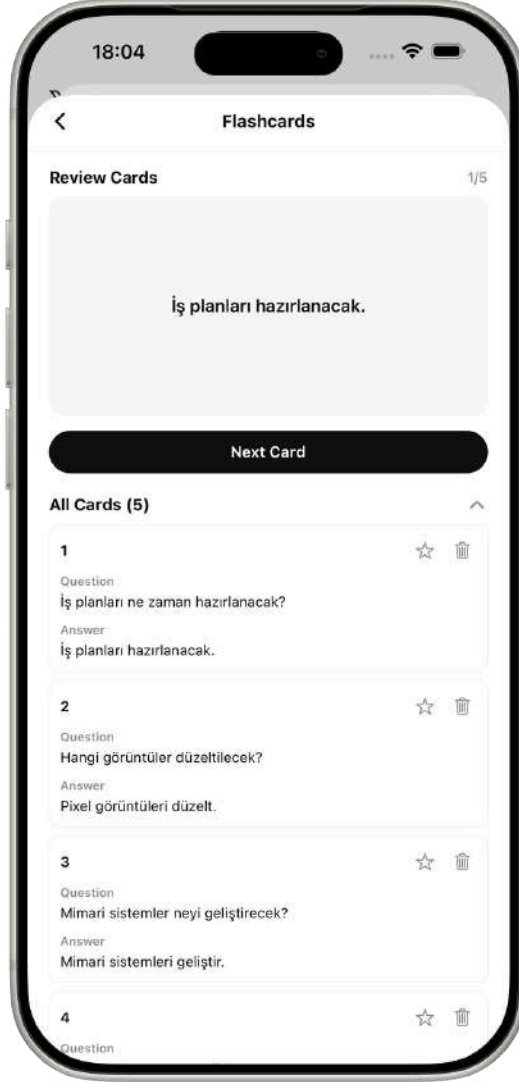 18:04
Flashcards
Review Cards
1/5
İş planları hazırlanacak.
Next Card
All Cards (5)
1
Question
İş planları ne zaman hazırlanacak?
Answer
İş planları hazırlanacak.
2
Question
Hangi görüntüler düzeltilecek?
Answer
Pixel görüntüleri düzelt.
3
Question
Mimari sistemler neyi geliştirecek?
Answer
Mimari sistemleri geliştir.
4
Question